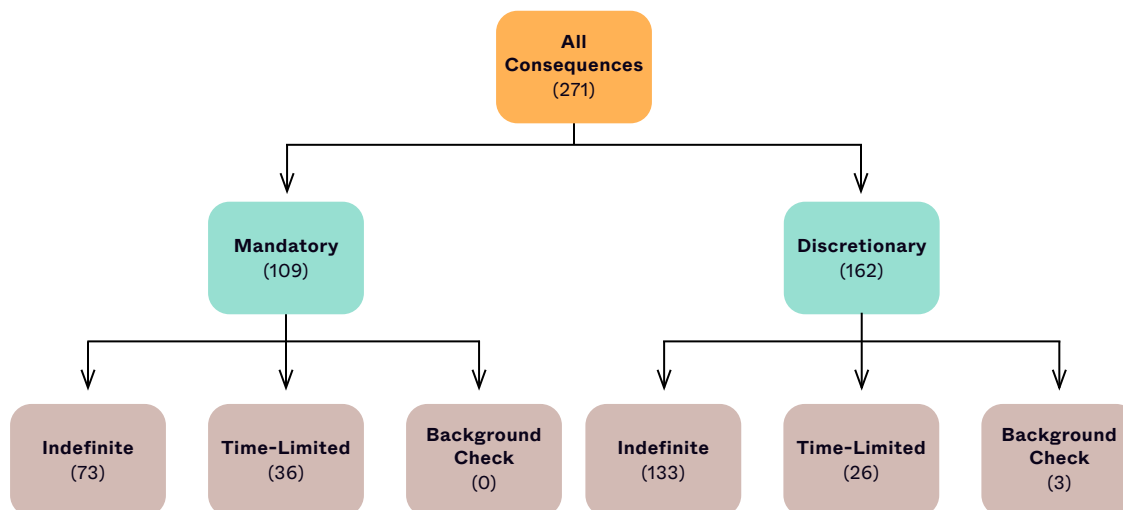 All
Consequences
(271)
Mandatory
(109)
Discretionary
(162)
Indefinite
(73)
Time-Limited
(36)
Background
Check
(0)
Indefinite
(133)
Time-Limited
(26)
Background
Check
(3)